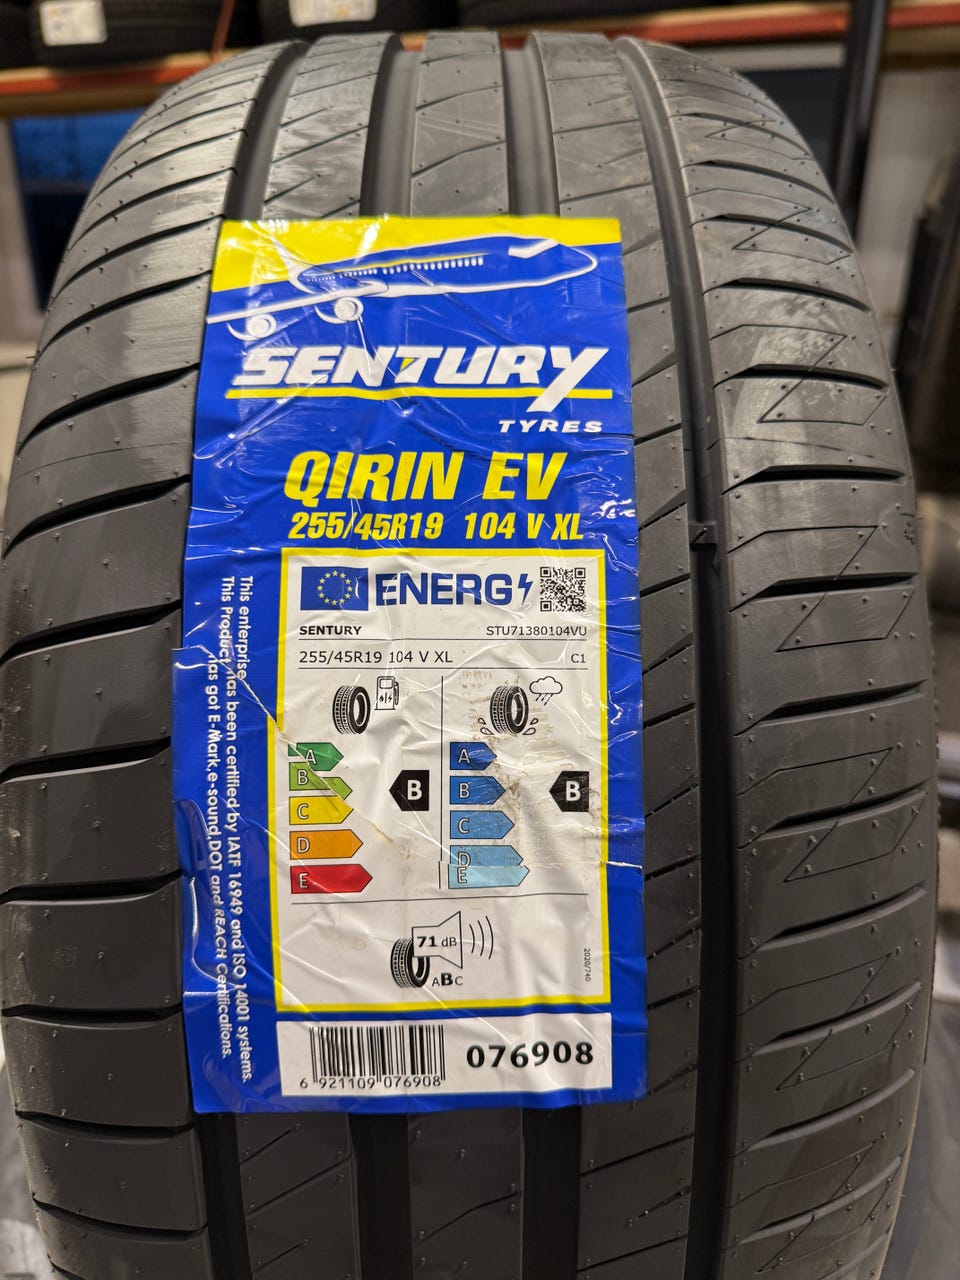 SENTURY
TYRES
QIRIN EV
255/45R19 104 V XL
ENERG
SENTURY STU71380104VU
255/45R19 104 V XL C1
A
B
C
D
E
B
A
B
C
D
E
B
71 dB
ABC
2020/740
This enterprise
This Product has been certified by IATF 16949 and ISO 14001 systems.
has got E-Mark,e-sound,DOT and REACH Certifications.
6 921109 076908
076908